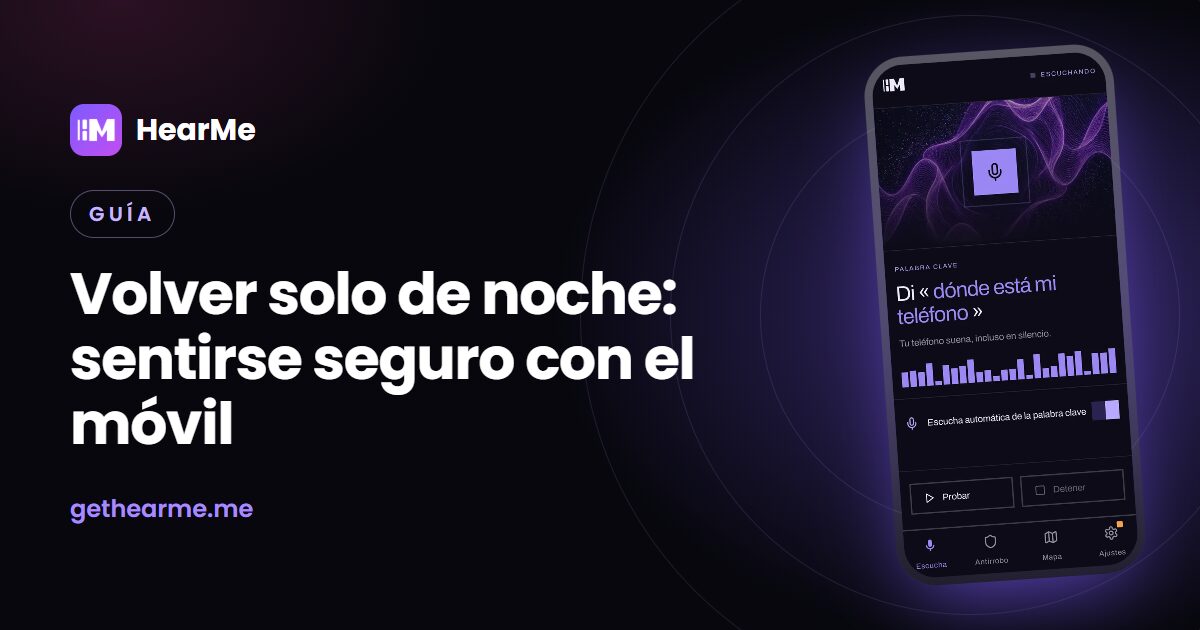 HM
HearMe
GUÍA
Volver solo de noche:
sentirse seguro con el
móvil
gethearme.me
HM
ESCUCHANDO
PALABRA CLAVE
Di « dónde está mi
teléfono »
Tu teléfono suena, incluso en silencio.
Escucha automática de la palabra clave
Probar
Detener
Escucha
Antirrobo
Mapa
Ajustes